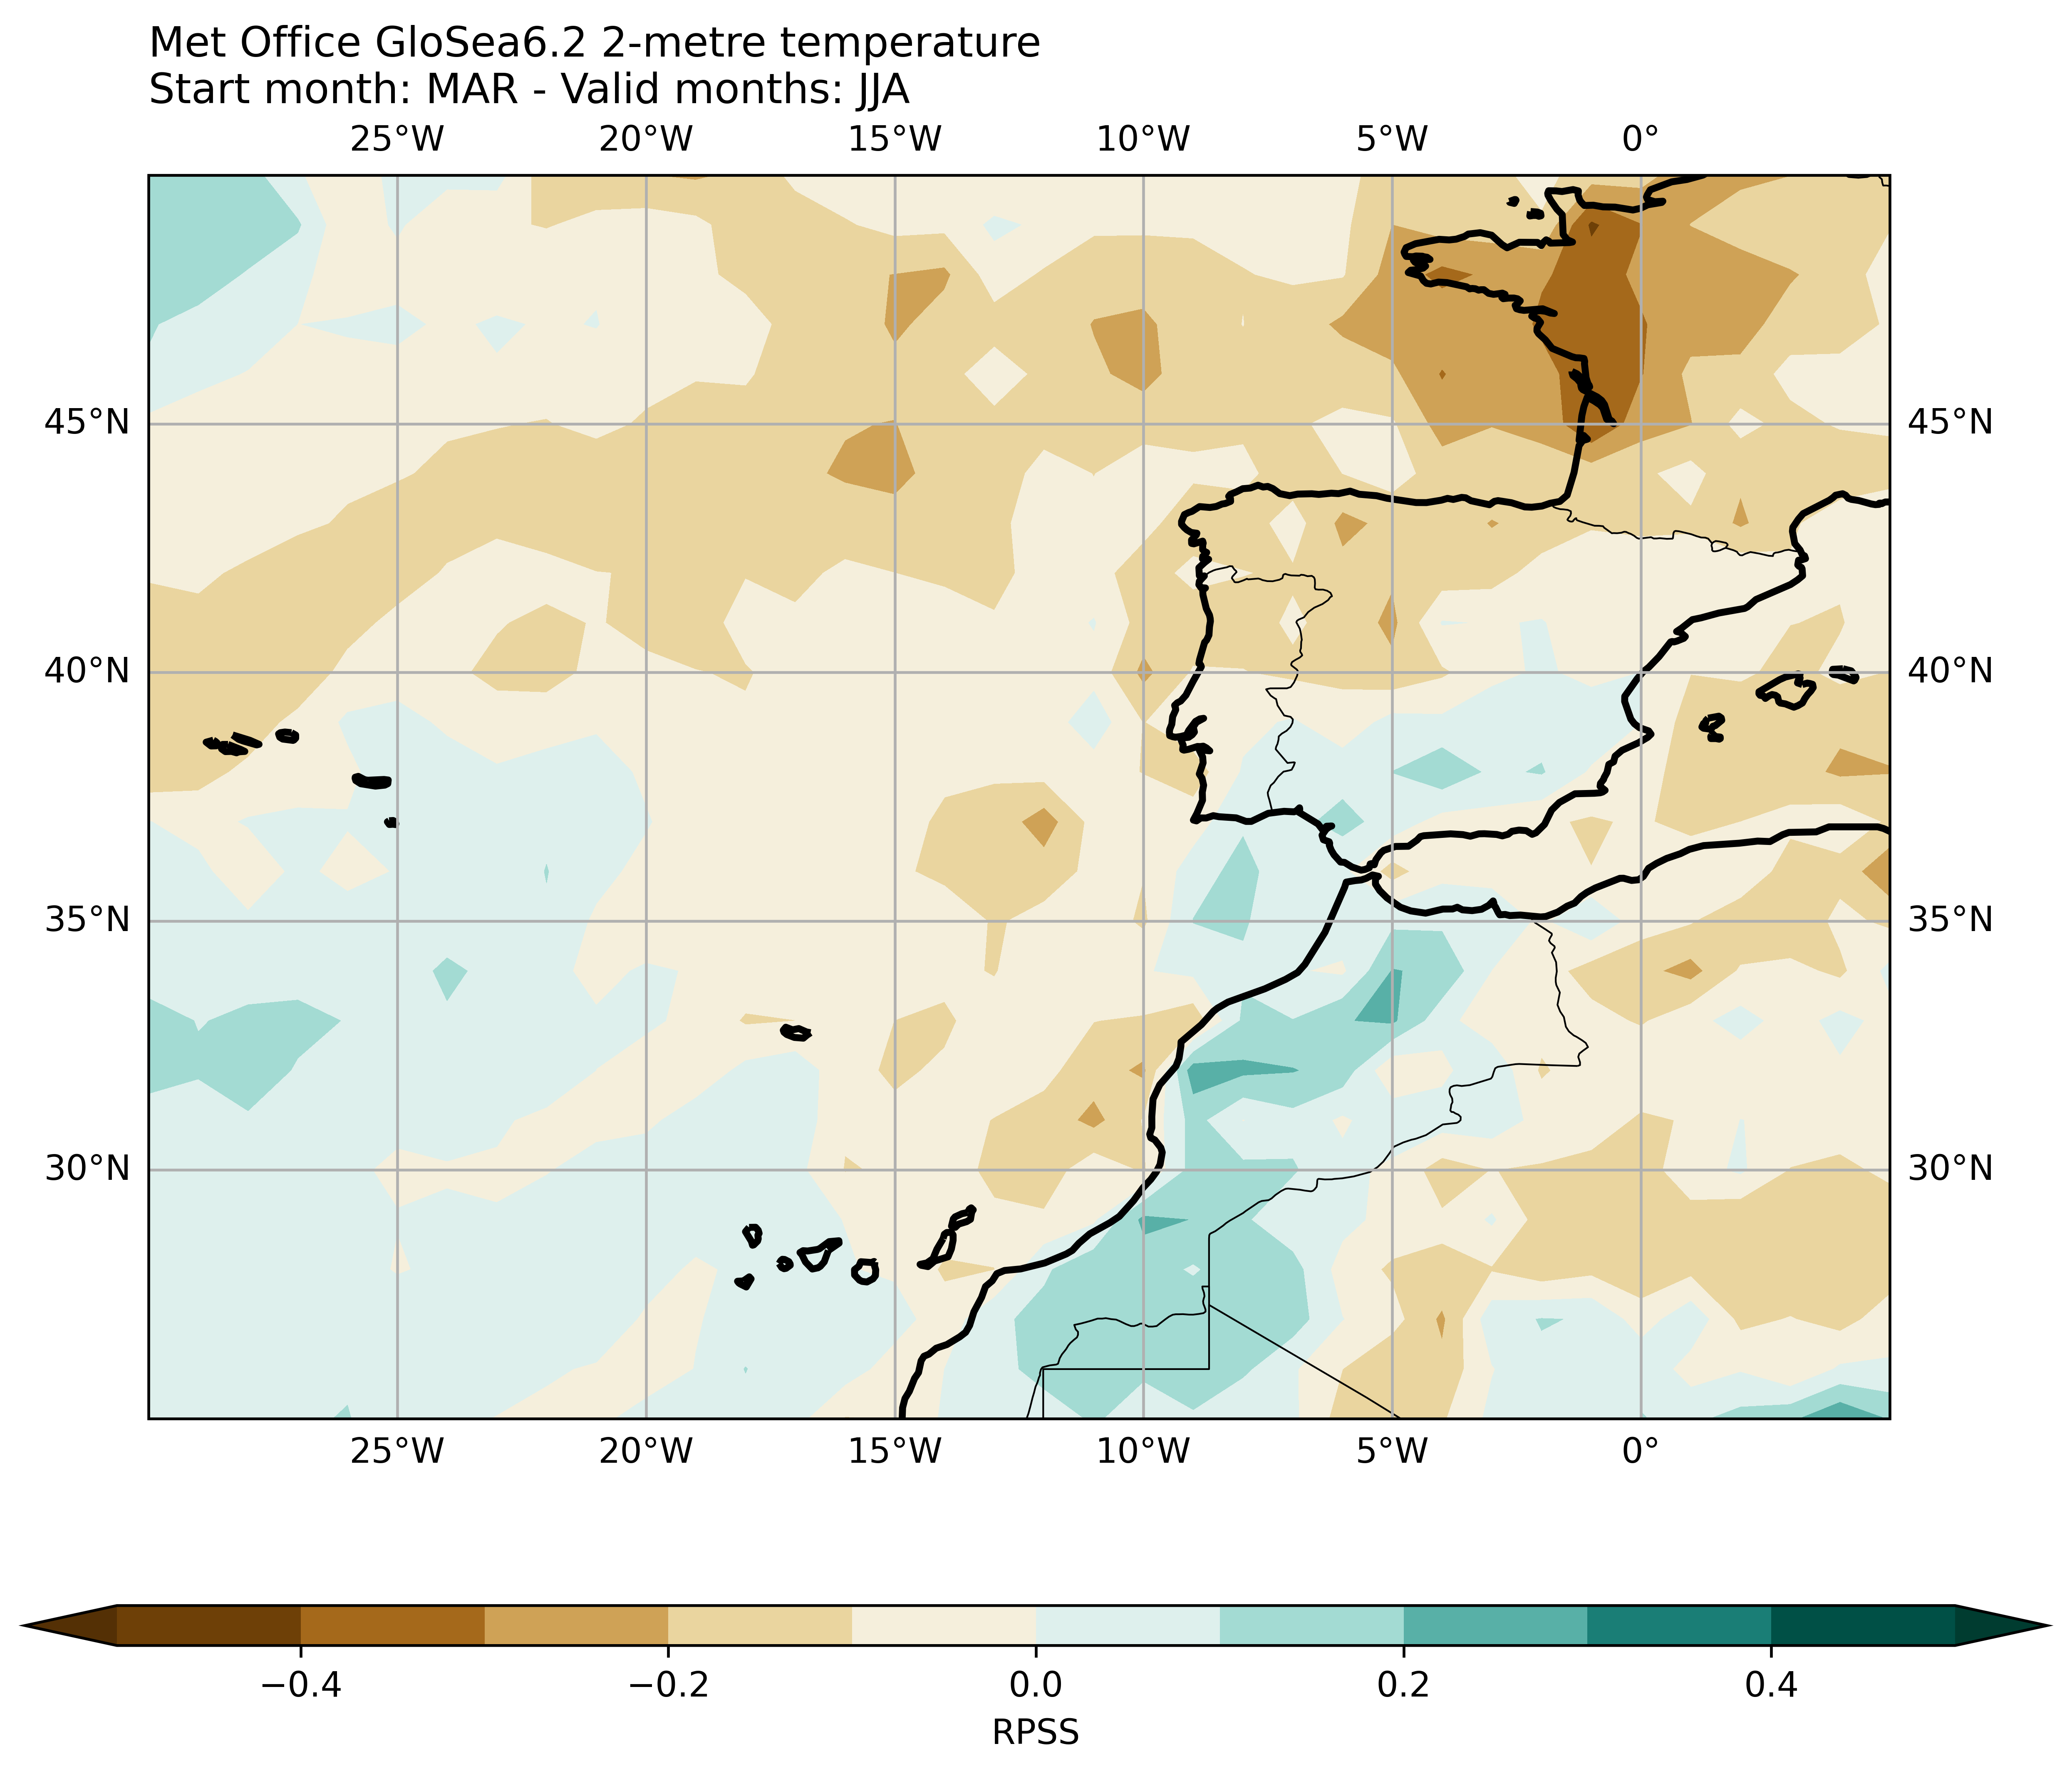 Met Office GloSea6.2 2-metre temperature
Start month: MAR - Valid months: JJA
25°W 20°W 15°W 10°W 5°W 0°
45°N 45°N
40°N 40°N
35°N 35°N
30°N 30°N
25°W 20°W 15°W 10°W 5°W 0°
−0.4 −0.2 0.0 0.2 0.4
RPSS